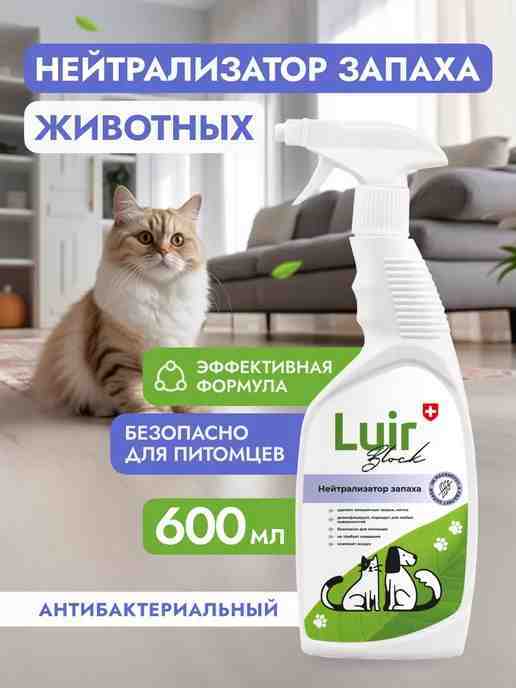 НЕЙТРАЛИЗАТОР ЗАПАХА
ЖИВОТНЫХ
ЭФФЕКТИВНАЯ
ФОРМУЛА
БЕЗОПАСНО
ДЛЯ ПИТОМЦЕВ
600 МЛ
АНТИБАКТЕРИАЛЬНЫЙ
Luir
Block
Нейтрализатор запаха